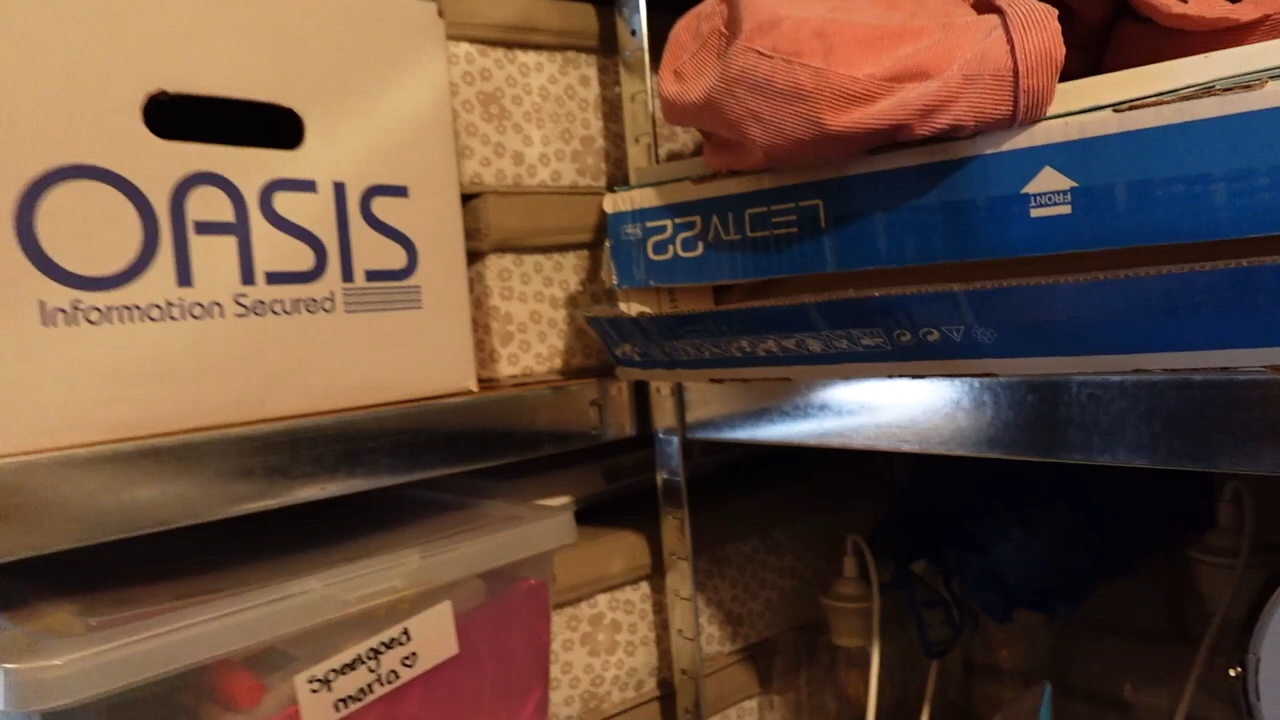 OASIS
Information Secured
LED TV 22
FRONT
Speelgoed
maria ♡